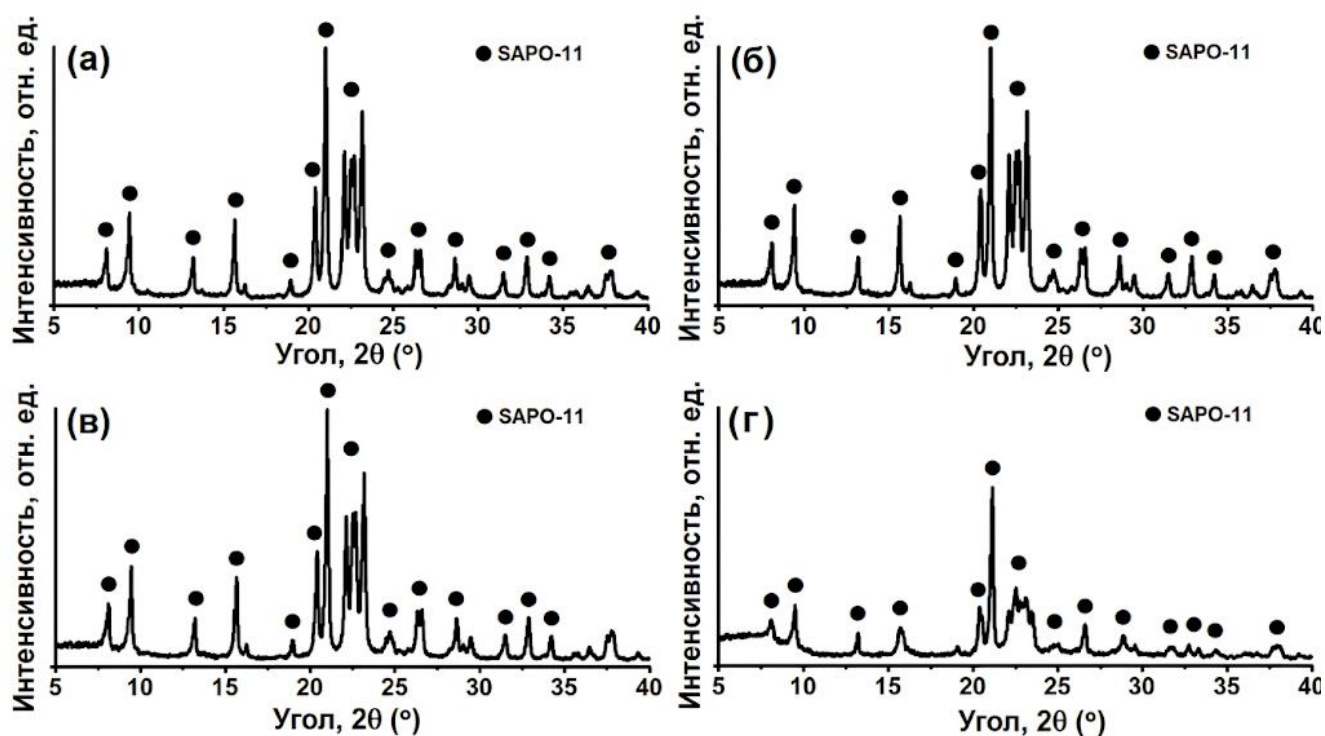 Интенсивность, отн. ед.
(а)
● SAPO-11
5 10 15 20 25 30 35 40
Угол, 2θ (°)
Интенсивность, отн. ед.
(б)
● SAPO-11
5 10 15 20 25 30 35 40
Угол, 2θ (°)
Интенсивность, отн. ед.
(в)
● SAPO-11
5 10 15 20 25 30 35 40
Угол, 2θ (°)
Интенсивность, отн. ед.
(г)
● SAPO-11
5 10 15 20 25 30 35 40
Угол, 2θ (°)